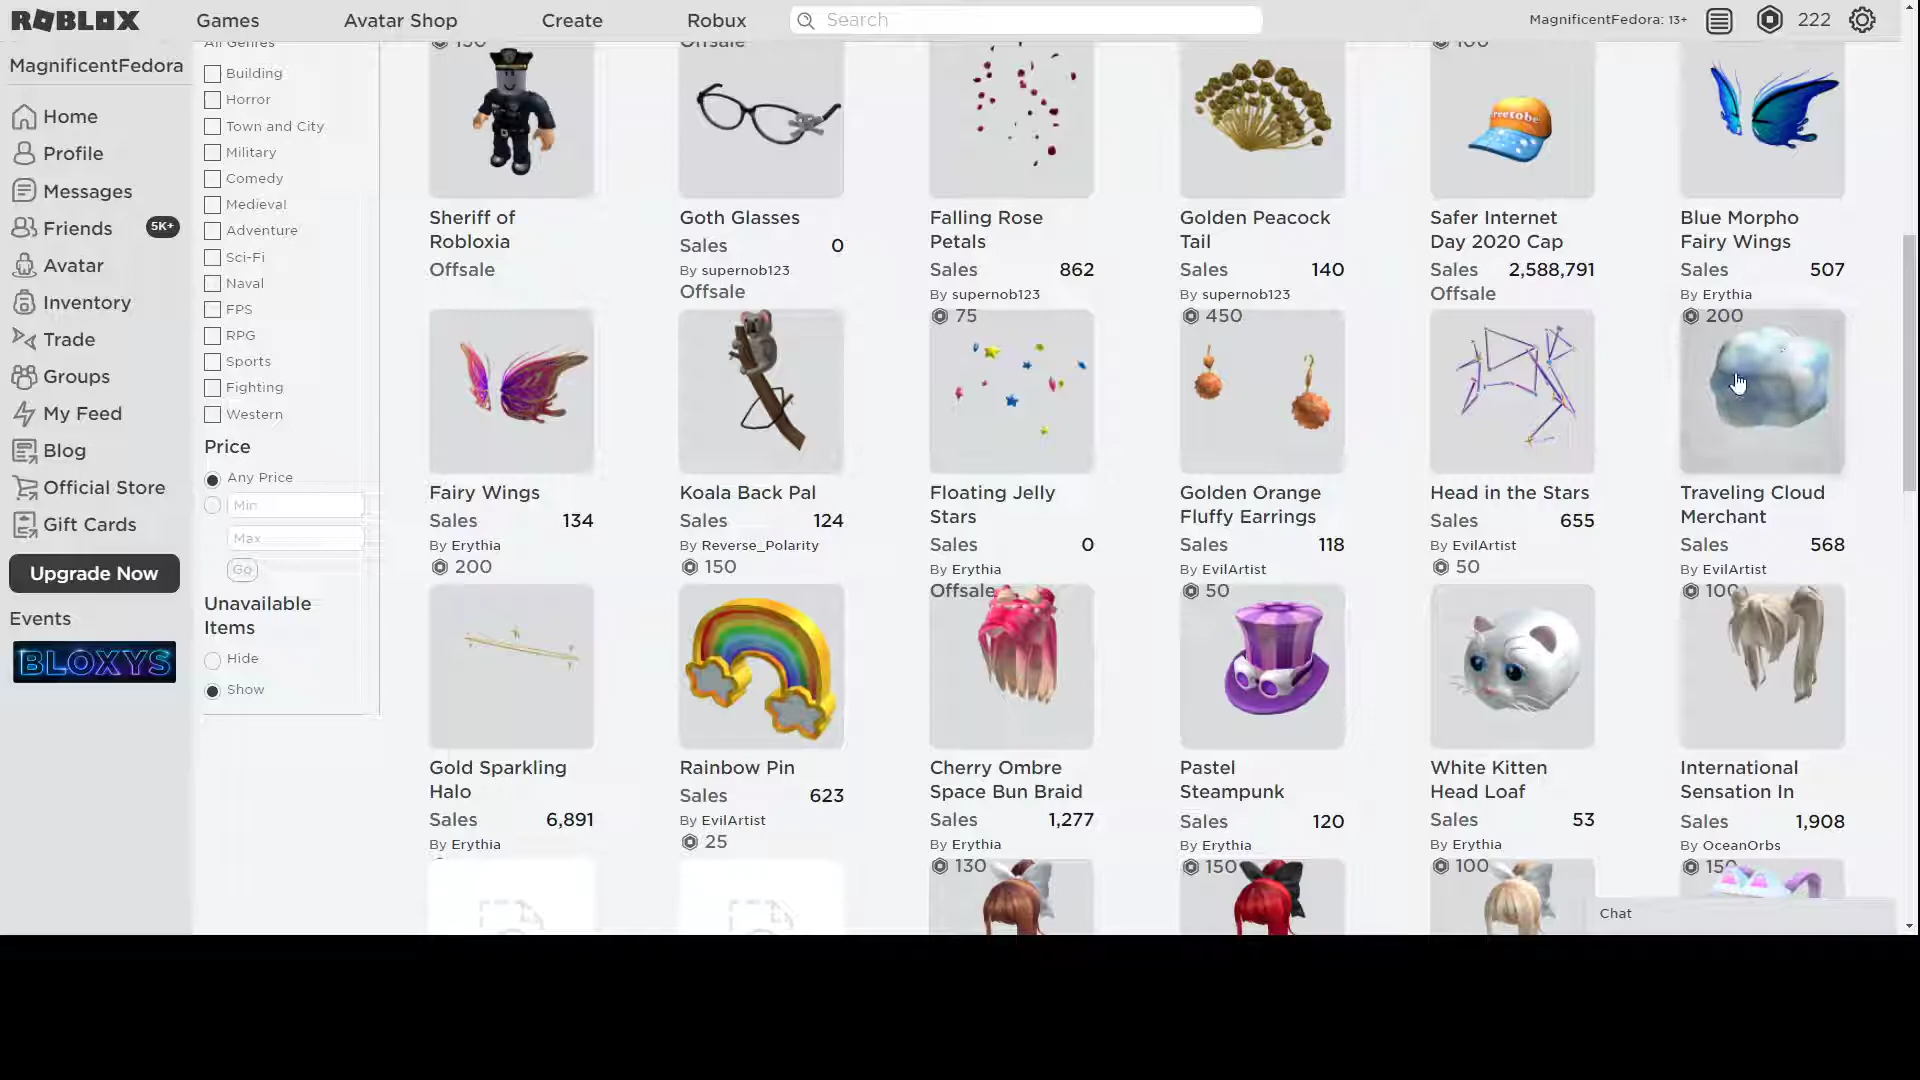 ROBLOX
Games
Avatar Shop
Create
Robux
Search
MagnificentFedora: 13+
222
MagnificentFedora
Home
Profile
Messages
Friends
5K+
Avatar
Inventory
Trade
Groups
My Feed
Blog
Official Store
Gift Cards
Upgrade Now
Events
BLOXYS
All Genres
Building
Horror
Town and City
Military
Comedy
Medieval
Adventure
Sci-Fi
Naval
FPS
RPG
Sports
Fighting
Western
Price
Any Price
Min
Max
Go
Unavailable
Items
Hide
Show
150
Offsale
100
Sheriff of
Robloxia
Offsale
Goth Glasses
Sales 0
By supernob123
Offsale
Falling Rose
Petals
Sales 862
By supernob123
75
Golden Peacock
Tail
Sales 140
By supernob123
450
Safer Internet
Day 2020 Cap
Sales 2,588,791
Offsale
Blue Morpho
Fairy Wings
Sales 507
By Erythia
200
Fairy Wings
Sales 134
By Erythia
200
Koala Back Pal
Sales 124
By Reverse_Polarity
150
Floating Jelly
Stars
Sales 0
By Erythia
Offsale
Golden Orange
Fluffy Earrings
Sales 118
By EvilArtist
50
Head in the Stars
Sales 655
By EvilArtist
50
Traveling Cloud
Merchant
Sales 568
By EvilArtist
100
Gold Sparkling
Halo
Sales 6,891
By Erythia
Rainbow Pin
Sales 623
By EvilArtist
25
Cherry Ombre
Space Bun Braid
Sales 1,277
By Erythia
130
Pastel
Steampunk
Sales 120
By Erythia
150
White Kitten
Head Loaf
Sales 53
By Erythia
100
International
Sensation In
Sales 1,908
By OceanOrbs
150
Chat